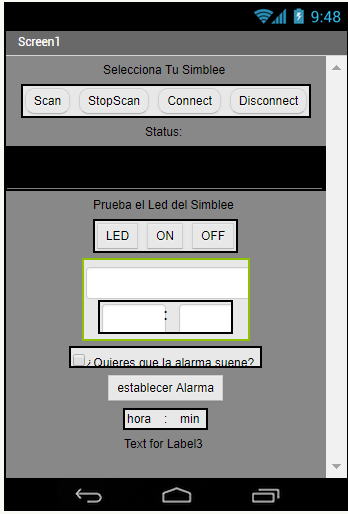 9:48
Screen1
Selecciona Tu Simblee
Scan StopScan Connect Disconnect
Status:
Prueba el Led del Simblee
LED ON OFF
:
¿Quieres que la alarma suene?
establecer Alarma
hora : min
Text for Label3